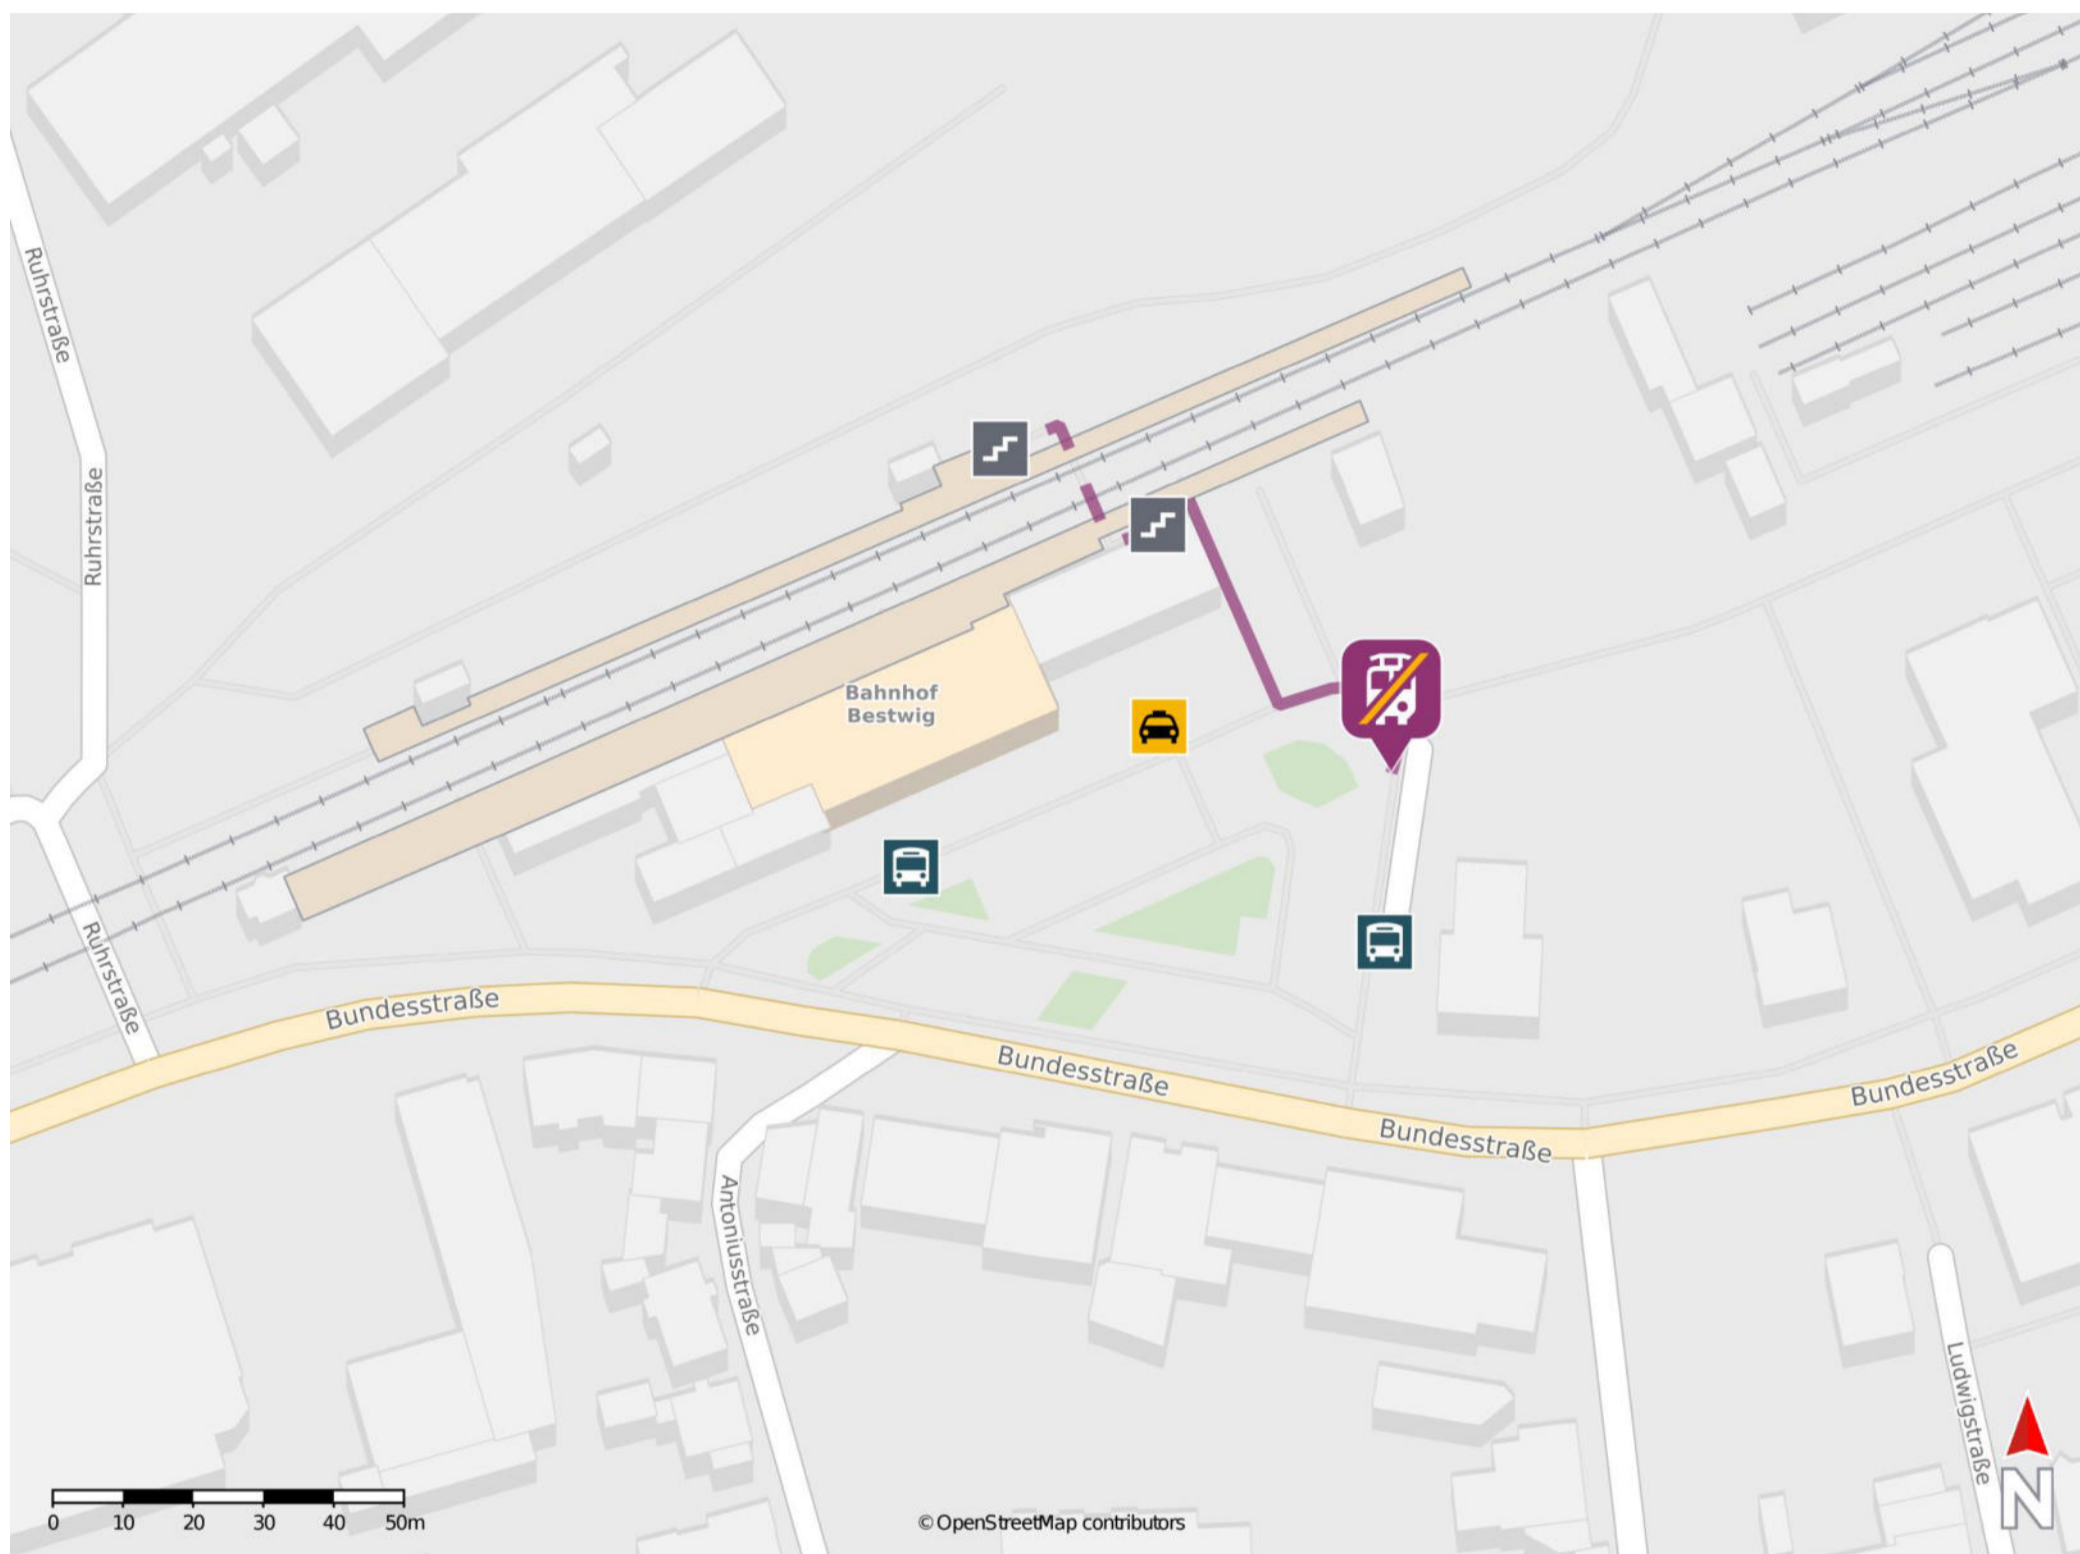 Ruhrstraße
Ruhrstraße
Bahnhof
Bestwig
Ruhrstraße
Bundesstraße
Bundesstraße
Bundesstraße
Bundesstraße
Antoniusstraße
Ludwigstraße
N
0 10 20 30 40 50m
© OpenStreetMap contributors